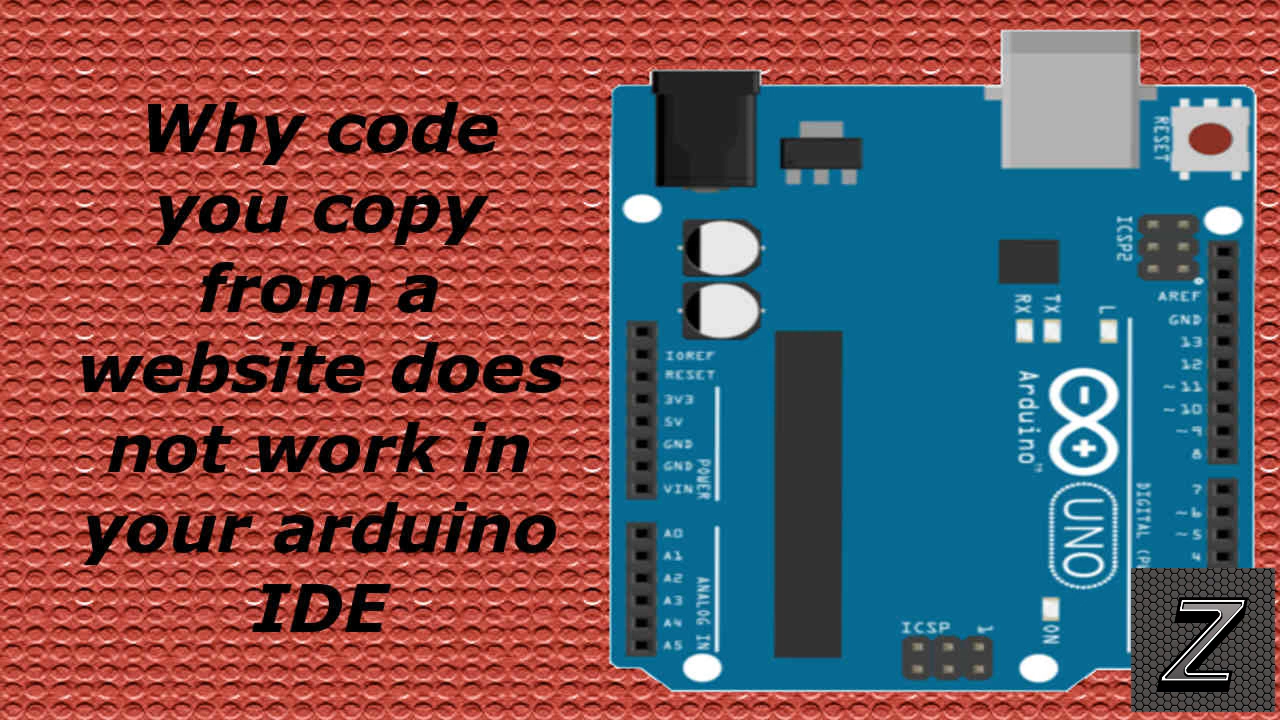 Why code
you copy
from a
website does
not work in
your arduino
IDE
RESET
ICSP2
AREF
GND
13
12
~11
~10
~9
8
7
~6
~5
4
RX
TX
L
Arduino™
UNO
IOREF
RESET
3V3
5V
GND
GND
VIN
POWER
A0
A1
A2
A3
A4
A5
ANALOG IN
DIGITAL
ICSP
1
ON
Z